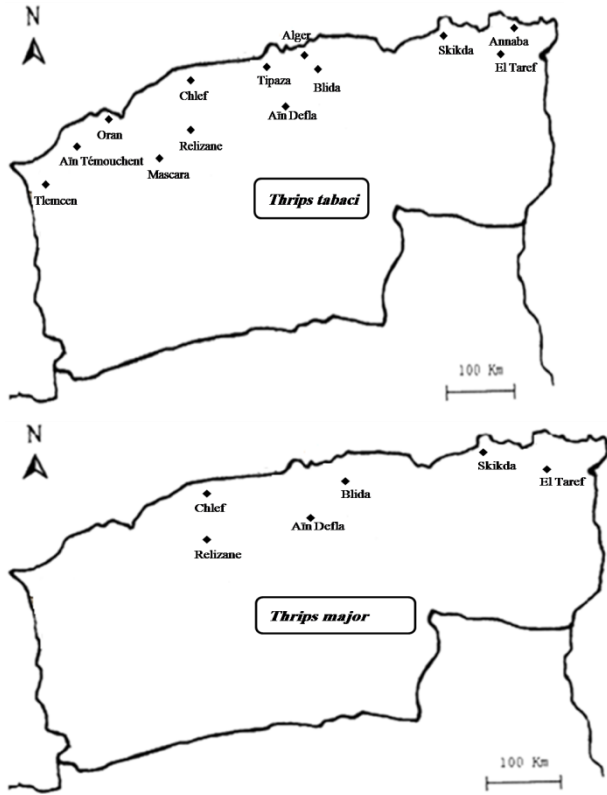 N
Alger
Skikda
Annaba
El Taref
Tipaza
Blida
Chlef
Aïn Defla
Oran
Relizane
Aïn Témouchent
Mascara
Tlemcen
Thrips tabaci
100 Km
N
Skikda
El Taref
Blida
Chlef
Aïn Defla
Relizane
Thrips major
100 Km